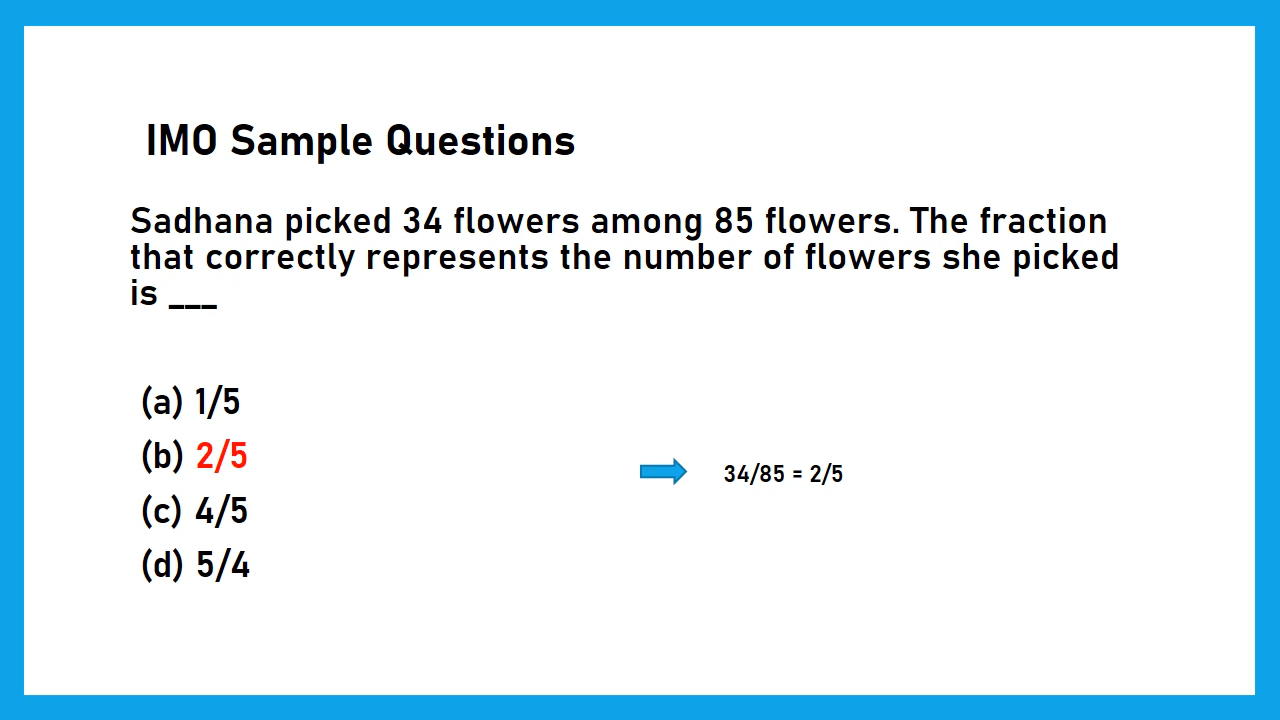 IMO Sample Questions
Sadhana picked 34 flowers among 85 flowers. The fraction
that correctly represents the number of flowers she picked
is ___
(a) 1/5
(b) 2/5
34/85 = 2/5
(c) 4/5
(d) 5/4